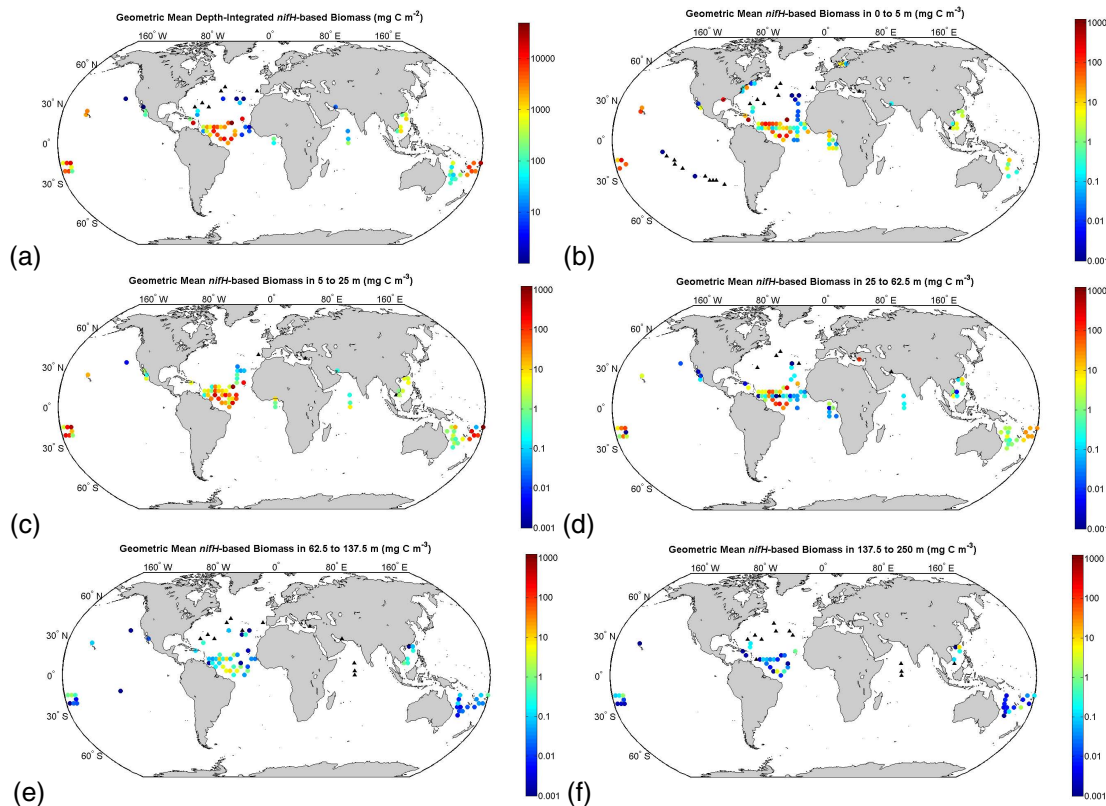 Geometric Mean Depth-Integrated nifH-based Biomass (mg C m⁻²)
160° W 80° W 0° 80° E 160° E
60° N
30° N
0°
30° S
60° S
10000
1000
100
10
(a)
Geometric Mean nifH-based Biomass in 0 to 5 m (mg C m⁻³)
160° W 80° W 0° 80° E 160° E
60° N
30° N
0°
30° S
60° S
1000
100
10
1
0.1
0.01
0.001
(b)
Geometric Mean nifH-based Biomass in 5 to 25 m (mg C m⁻³)
160° W 80° W 0° 80° E 160° E
60° N
30° N
0°
30° S
60° S
1000
100
10
1
0.1
0.01
0.001
(c)
Geometric Mean nifH-based Biomass in 25 to 62.5 m (mg C m⁻³)
160° W 80° W 0° 80° E 160° E
60° N
30° N
0°
30° S
60° S
1000
100
10
1
0.1
0.01
0.001
(d)
Geometric Mean nifH-based Biomass in 62.5 to 137.5 m (mg C m⁻³)
160° W 80° W 0° 80° E 160° E
60° N
30° N
0°
30° S
60° S
1000
100
10
1
0.1
0.01
0.001
(e)
Geometric Mean nifH-based Biomass in 137.5 to 250 m (mg C m⁻³)
160° W 80° W 0° 80° E 160° E
60° N
30° N
0°
30° S
60° S
1000
100
10
1
0.1
0.01
0.001
(f)